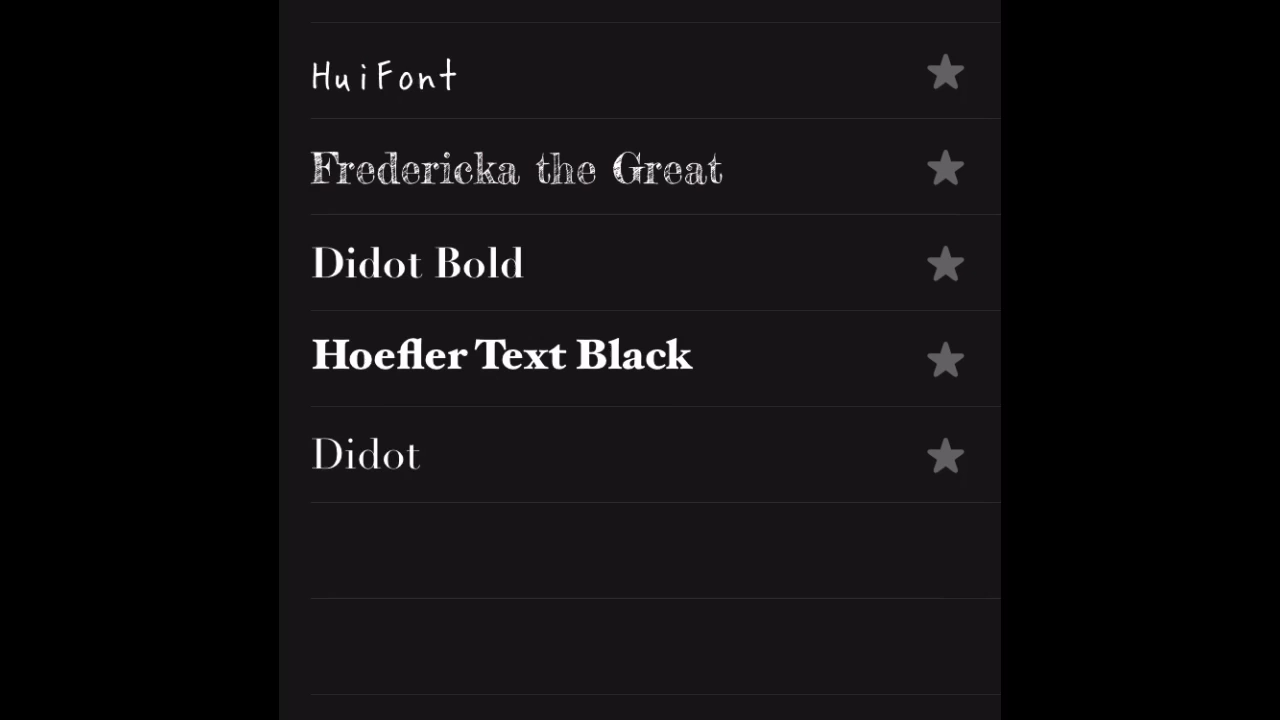 HuiFont
Fredericka the Great
Didot Bold
Hoefler Text Black
Didot